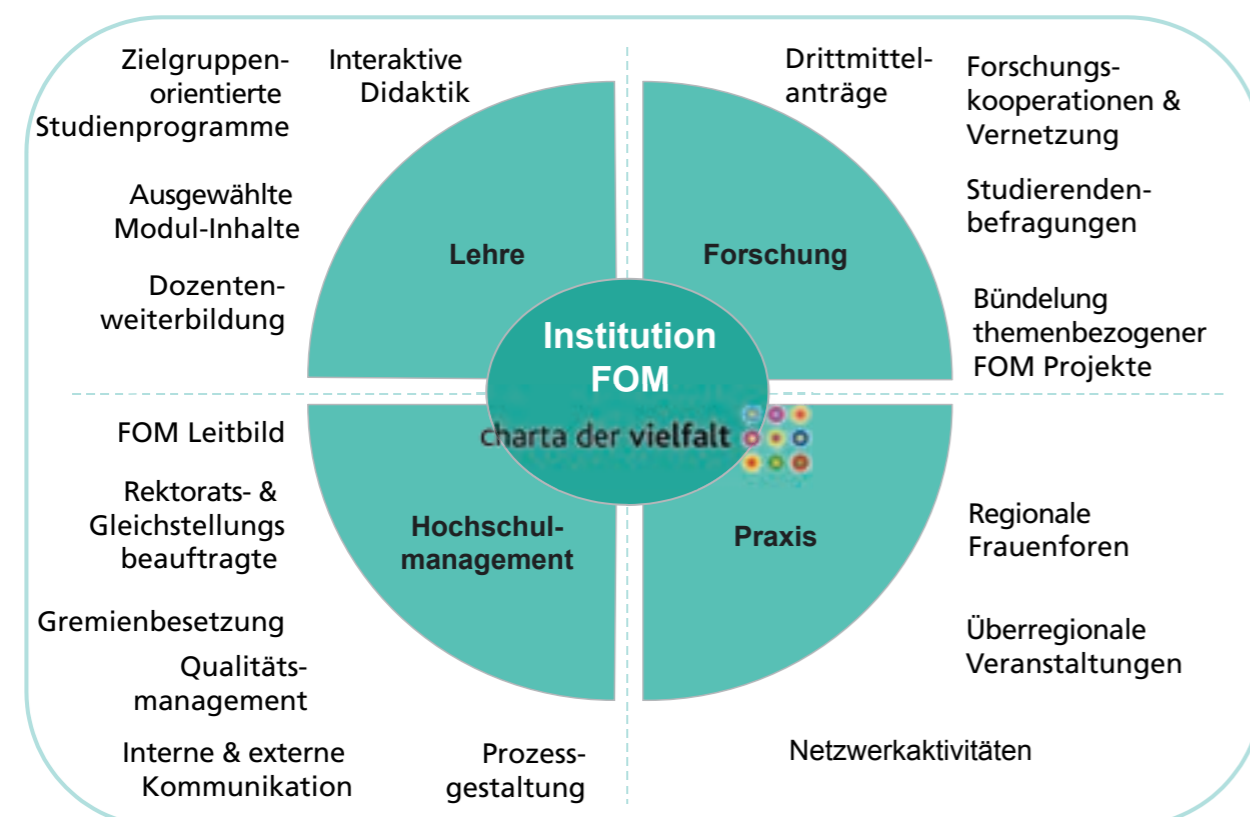 Zielgruppen-
orientierte
Studienprogramme
Interaktive
Didaktik
Ausgewählte
Modul-Inhalte
Dozenten-
weiterbildung
Lehre
Drittmittel-
anträge
Forschungs-
kooperationen &
Vernetzung
Studierenden-
befragungen
Bündelung
themenbezogener
FOM Projekte
Forschung
Institution
FOM
charta der vielfalt
FOM Leitbild
Rektorats- &
Gleichstellungs
beauftragte
Gremienbesetzung
Qualitäts-
management
Interne & externe
Kommunikation
Prozess-
gestaltung
Hochschul-
management
Praxis
Regionale
Frauenforen
Überregionale
Veranstaltungen
Netzwerkaktivitäten